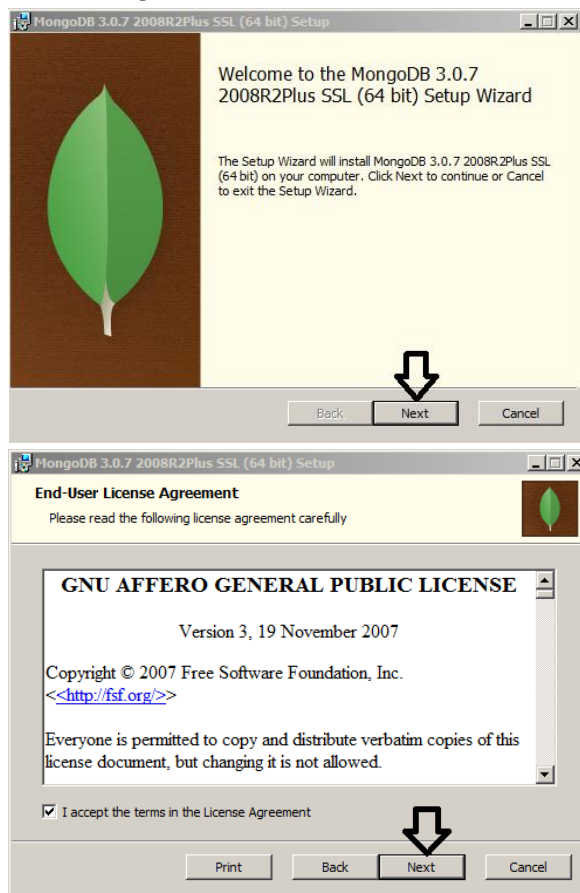 MongoDB 3.0.7 2008R2Plus SSL (64 bit) Setup
Welcome to the MongoDB 3.0.7
2008R2Plus SSL (64 bit) Setup Wizard
The Setup Wizard will install MongoDB 3.0.7 2008R2Plus SSL
(64 bit) on your computer. Click Next to continue or Cancel
to exit the Setup Wizard.
Back Next Cancel
MongoDB 3.0.7 2008R2Plus SSL (64 bit) Setup
End-User License Agreement
Please read the following license agreement carefully
GNU AFFERO GENERAL PUBLIC LICENSE
Version 3, 19 November 2007
Copyright © 2007 Free Software Foundation, Inc.
<<http://fsf.org/>>
Everyone is permitted to copy and distribute verbatim copies of this
license document, but changing it is not allowed.
I accept the terms in the License Agreement
Print Back Next Cancel